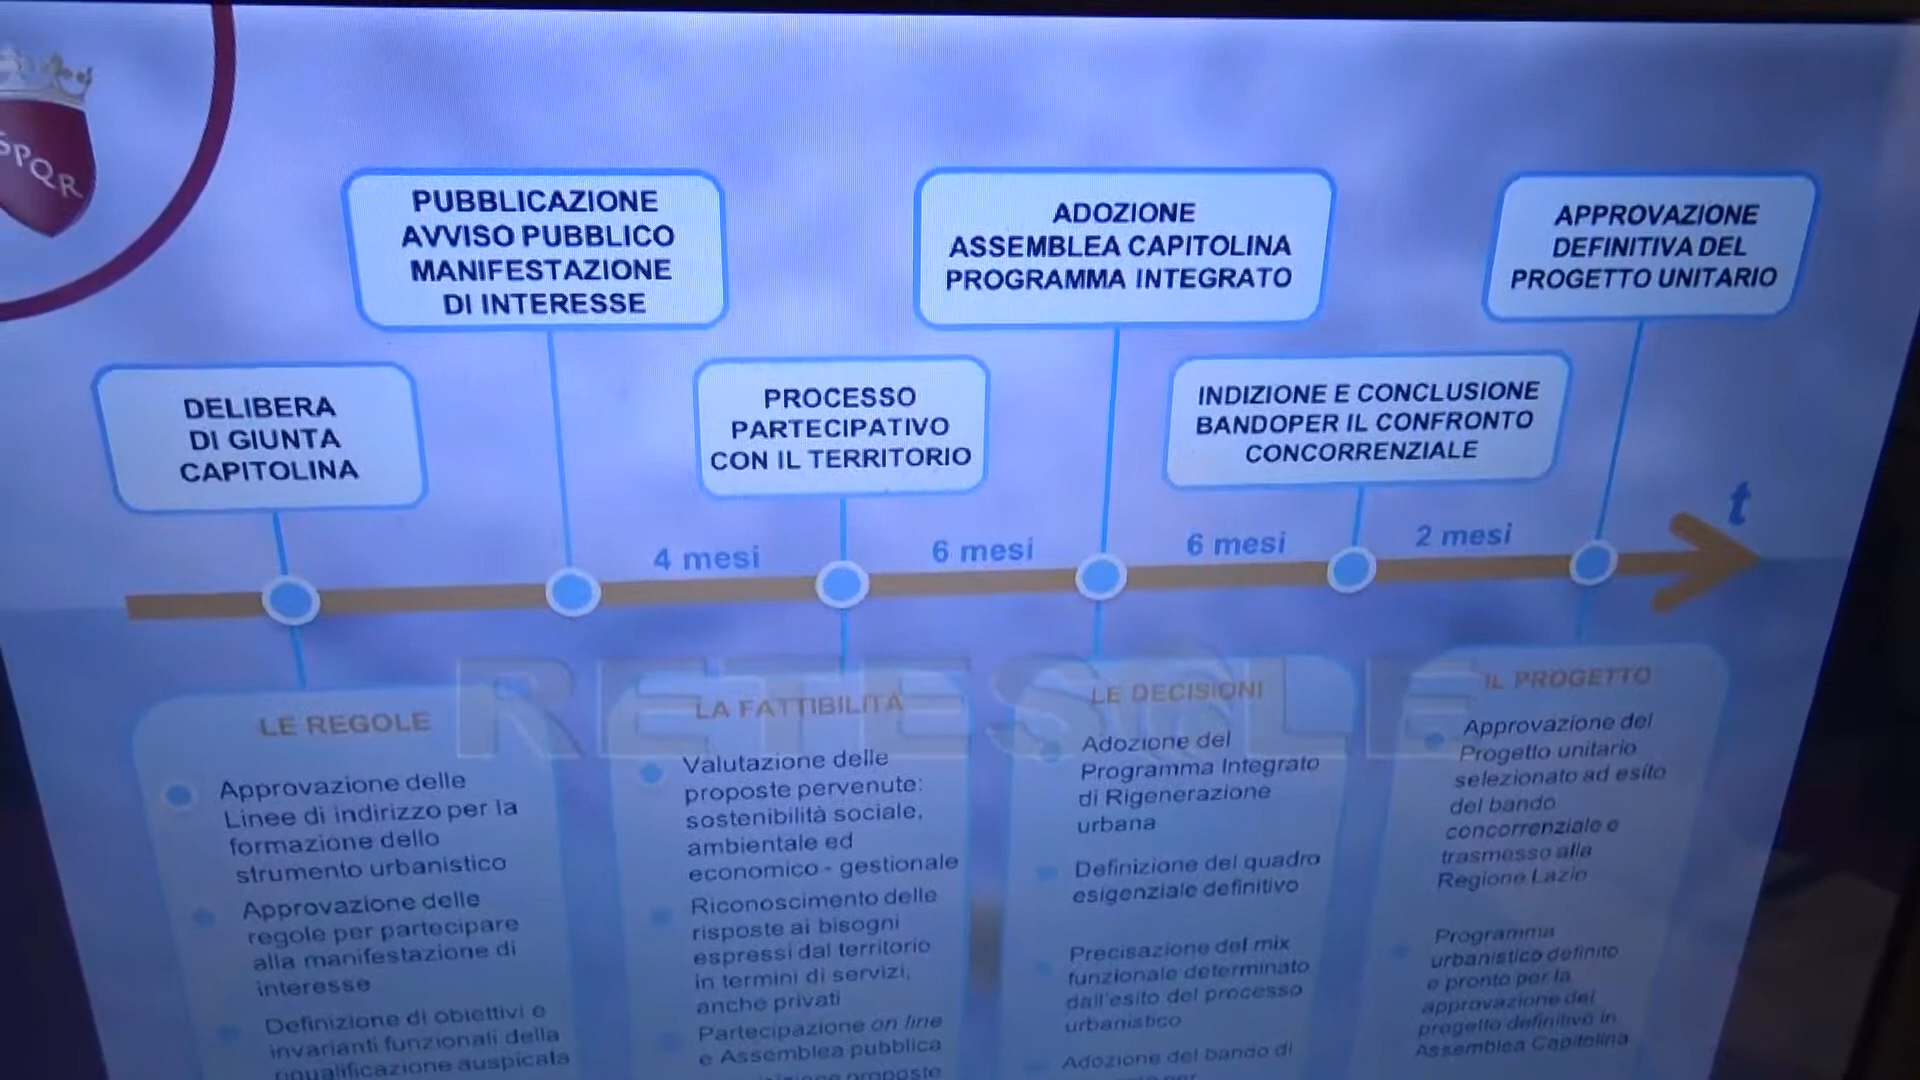 SPQR
PUBBLICAZIONE
AVVISO PUBBLICO
MANIFESTAZIONE
DI INTERESSE
ADOZIONE
ASSEMBLEA CAPITOLINA
PROGRAMMA INTEGRATO
APPROVAZIONE
DEFINITIVA DEL
PROGETTO UNITARIO
DELIBERA
DI GIUNTA
CAPITOLINA
PROCESSO
PARTECIPATIVO
CON IL TERRITORIO
INDIZIONE E CONCLUSIONE
BANDOPER IL CONFRONTO
CONCORRENZIALE
4 mesi
6 mesi
6 mesi
2 mesi
t
RETESOLE
LE REGOLE
Approvazione delle
Linee di indirizzo per la
formazione dello
strumento urbanistico
Approvazione delle
regole per partecipare
alla manifestazione di
interesse
Definizione di obiettivi e
invarianti funzionali della
riqualificazione auspicata
LA FATTIBILITÀ
Valutazione delle
proposte pervenute:
sostenibilità sociale,
ambientale ed
economico - gestionale
Riconoscimento delle
risposte ai bisogni
espressi dal territorio
in termini di servizi,
anche privati
Partecipazione on line
e Assemblea pubblica
proposte
LE DECISIONI
Adozione del
Programma Integrato
di Rigenerazione
urbana
Definizione del quadro
esigenziale definitivo
Precisazione del mix
funzionale determinato
dall'esito del processo
urbanistico
Adozione del bando di
IL PROGETTO
Approvazione del
Progetto unitario
selezionato ad esito
del bando
concorrenziale e
trasmesso alla
Regione Lazio
Programma
urbanistico definito
e pronto per la
approvazione del
progetto definitivo in
Assemblea Capitolina